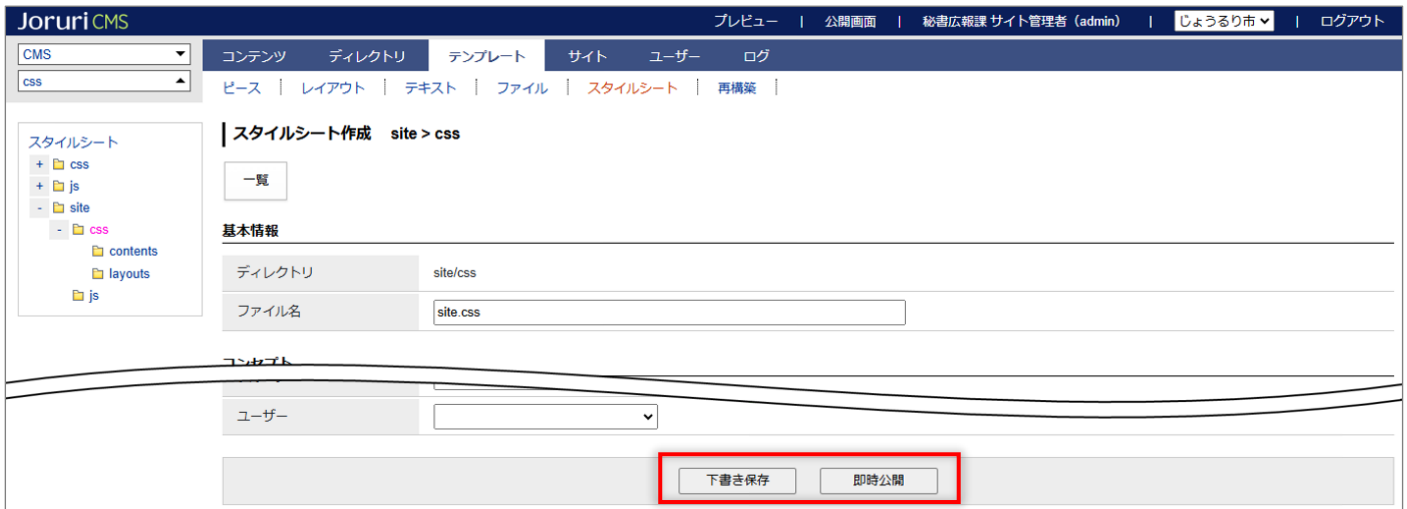 Joruri CMS プレビュー | 公開画面 | 秘書広報課 サイト管理者（admin） | じょうるり市 | ログアウト
CMS
css
コンテンツ ディレクトリ テンプレート サイト ユーザー ログ
ピース レイアウト テキスト ファイル スタイルシート 再構築
スタイルシート
+ css
+ js
- site
- css
contents
layouts
js
スタイルシート作成 site > css
一覧
基本情報
ディレクトリ site/css
ファイル名 site.css
コンセプト
ユーザー
下書き保存 即時公開